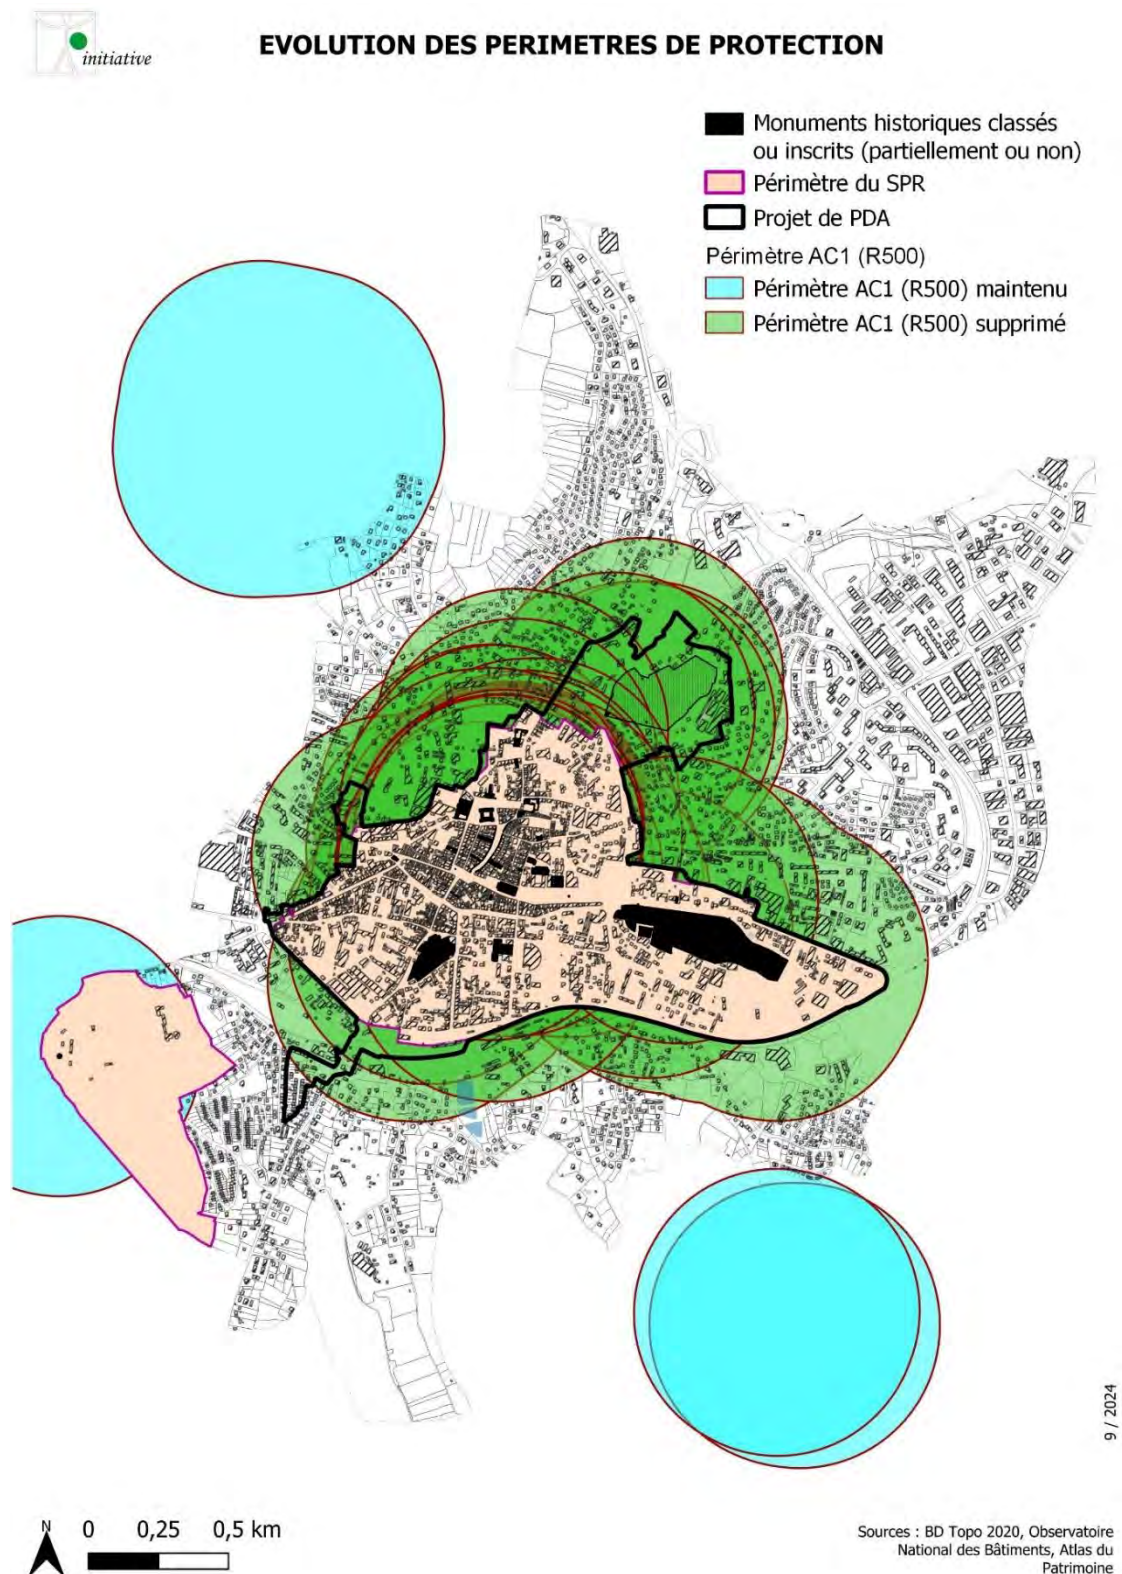 initiative
EVOLUTION DES PERIMETRES DE PROTECTION
Monuments historiques classés
ou inscrits (partiellement ou non)
Périmètre du SPR
Projet de PDA
Périmètre AC1 (R500)
Périmètre AC1 (R500) maintenu
Périmètre AC1 (R500) supprimé
9 / 2024
N
0 0,25 0,5 km
Sources : BD Topo 2020, Observatoire
National des Bâtiments, Atlas du
Patrimoine